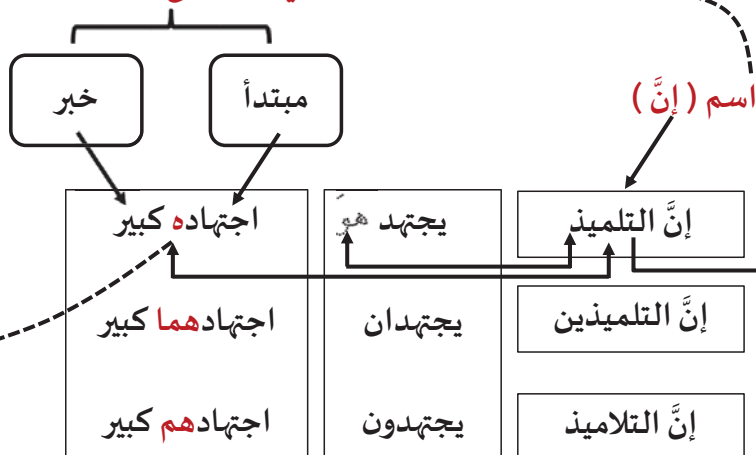 مبتدأ
خبر
اسم ( إنَّ )
إنَّ التلميذ
يجتهد هو
اجتهاده كبير
إنَّ التلميذين
يجتهدان
اجتهادهما كبير
إنَّ التلاميذ
يجتهدون
اجتهادهم كبير